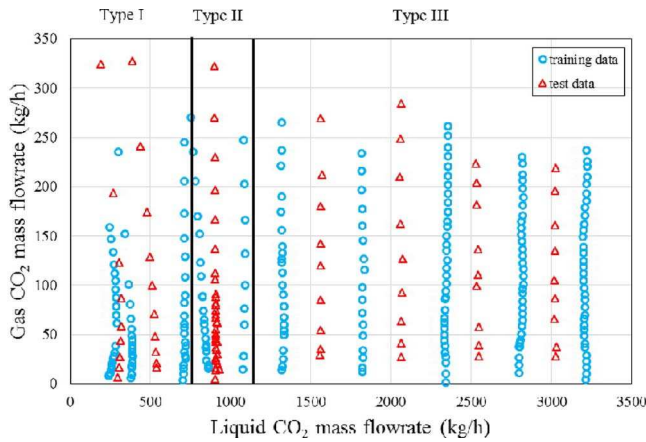 Type I Type II Type III
350
300
250
200
150
100
50
0
Gas CO₂ mass flowrate (kg/h)
training data
test data
0 500 1000 1500 2000 2500 3000 3500
Liquid CO₂ mass flowrate (kg/h)